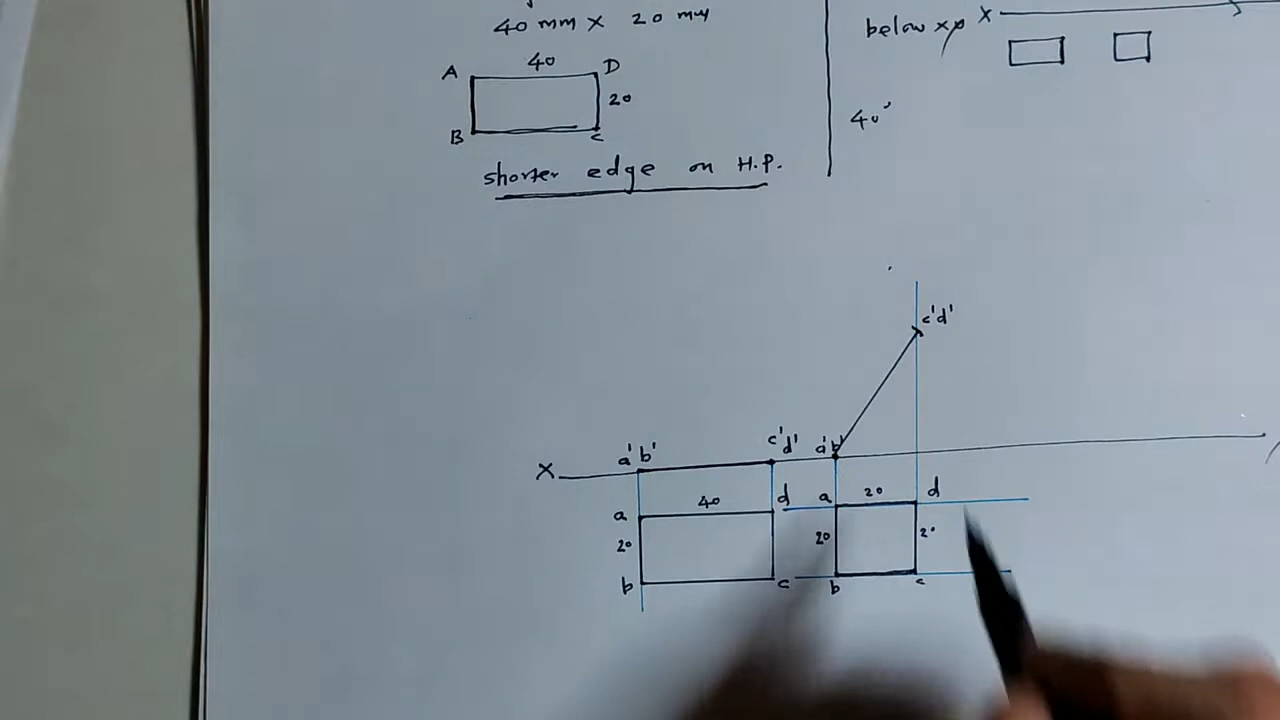 40 mm x 20 mm
40
A D
20
B C
shorter edge on H.P.
below xy X
40°
c'd'
a'b' c'd' a'b'
X
40 d a 20 d
a
20 20 20
b c b c